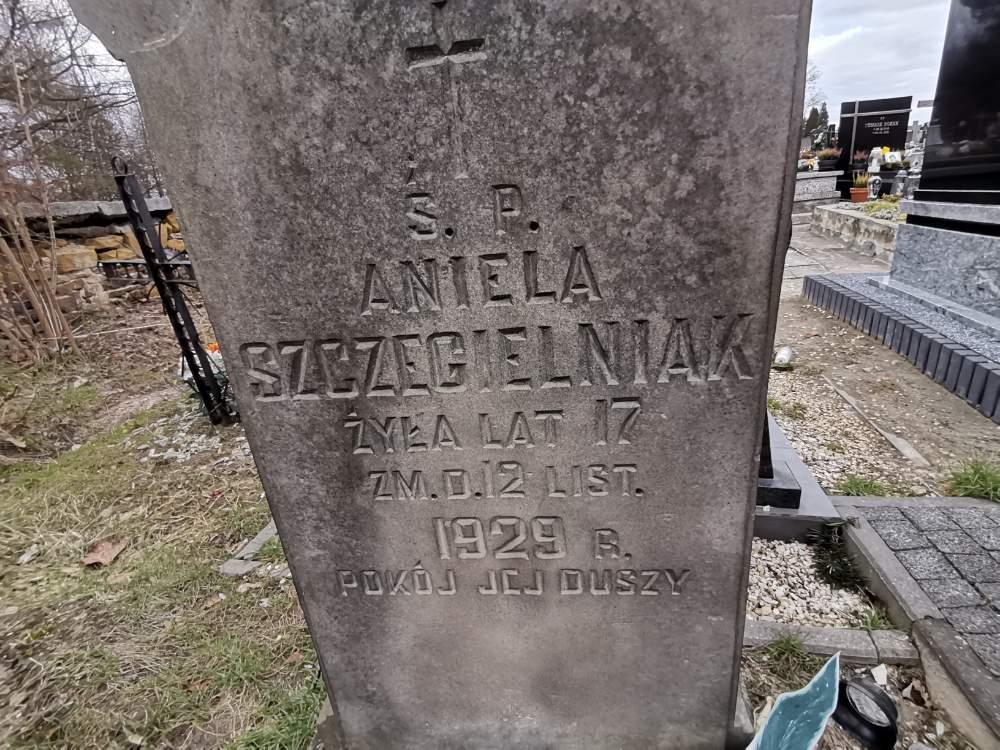 Ś. P.
ANIELA
SZCZEGIELNIAK
ŻYŁA LAT 17
ZM. D. 12 LIST.
1929 R.
POKÓJ JEJ DUSZY